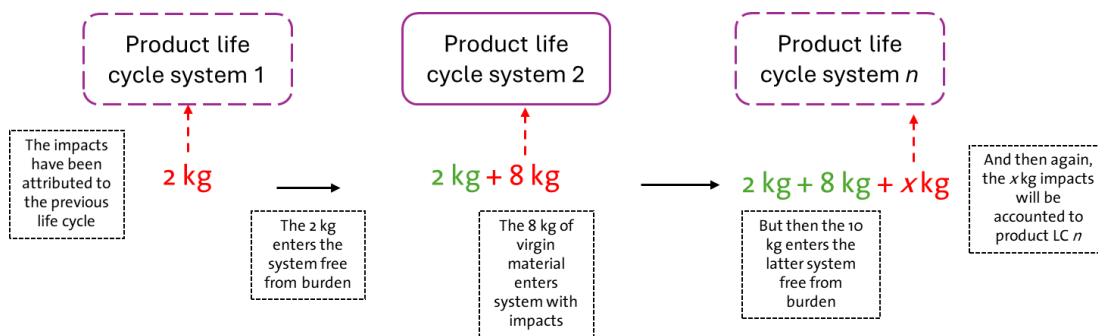 Product life
cycle system 1
Product life
cycle system 2
Product life
cycle system n
The impacts
have been
attributed to
the previous
life cycle
2 kg
2 kg + 8 kg
2 kg + 8 kg + x kg
And then again,
the x kg impacts
will be
accounted to
product LC n
The 2 kg
enters the
system free
from burden
The 8 kg of
virgin
material
enters
system with
impacts
But then the 10
kg enters the
latter system
free from
burden